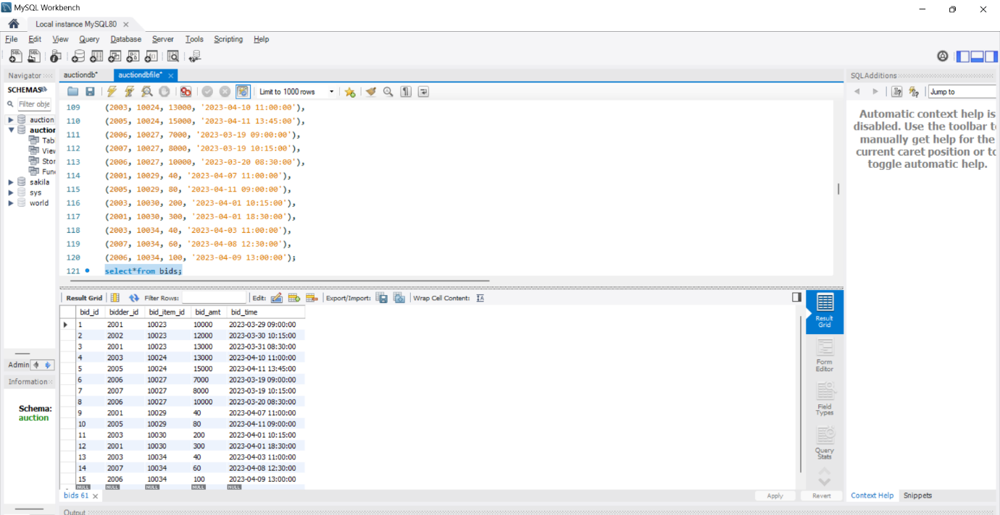 MySQL Workbench
Local instance MySQL80
File Edit View Query Database Server Tools Scripting Help
Navigator
SCHEMAS
Filter obje
auction
auction
Tab
View
Stor
Func
sakila
sys
world
Admin
Information
Schema:
auction
auctiondb*
auctiondbfile*
Limit to 1000 rows
109 (2003, 10024, 13000, '2023-04-10 11:00:00'),
110 (2005, 10024, 15000, '2023-04-11 13:45:00'),
111 (2006, 10027, 7000, '2023-03-19 09:00:00'),
112 (2007, 10027, 8000, '2023-03-19 10:15:00'),
113 (2006, 10027, 10000, '2023-03-20 08:30:00'),
114 (2001, 10029, 40, '2023-04-07 11:00:00'),
115 (2005, 10029, 80, '2023-04-11 09:00:00'),
116 (2003, 10030, 200, '2023-04-01 10:15:00'),
117 (2001, 10030, 300, '2023-04-01 18:30:00'),
118 (2003, 10034, 40, '2023-04-03 11:00:00'),
119 (2007, 10034, 60, '2023-04-08 12:30:00'),
120 (2006, 10034, 100, '2023-04-09 13:00:00');
121 select*from bids;
Result Grid Filter Rows: Edit: Export/Import: Wrap Cell Content:
bid_id bidder_id bid_item_id bid_amt bid_time
1 2001 10023 10000 2023-03-29 09:00:00
2 2002 10023 12000 2023-03-30 10:15:00
3 2001 10023 13000 2023-03-31 08:30:00
4 2003 10024 13000 2023-04-10 11:00:00
5 2005 10024 15000 2023-04-11 13:45:00
6 2006 10027 7000 2023-03-19 09:00:00
7 2007 10027 8000 2023-03-19 10:15:00
8 2006 10027 10000 2023-03-20 08:30:00
9 2001 10029 40 2023-04-07 11:00:00
10 2005 10029 80 2023-04-11 09:00:00
11 2003 10030 200 2023-04-01 10:15:00
12 2001 10030 300 2023-04-01 18:30:00
13 2003 10034 40 2023-04-03 11:00:00
14 2007 10034 60 2023-04-08 12:30:00
15 2006 10034 100 2023-04-09 13:00:00
NULL NULL NULL NULL NULL
bids 61
Apply Revert
Output
Result
Grid
Form
Editor
Field
Types
Query
Stats
SQLAdditions
Jump to
Automatic context help is
disabled. Use the toolbar t
manually get help for the
current caret position or to
toggle automatic help.
Context Help Snippets